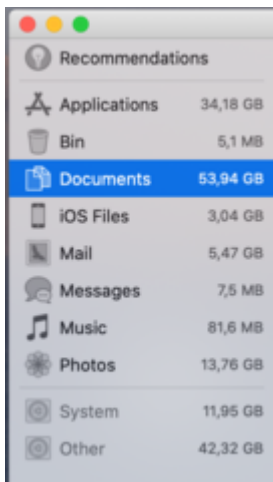 Recommendations
Applications 34,18 GB
Bin 5,1 MB
Documents 53,94 GB
iOS Files 3,04 GB
Mail 5,47 GB
Messages 7,5 MB
Music 81,6 MB
Photos 13,76 GB
System 11,95 GB
Other 42,32 GB